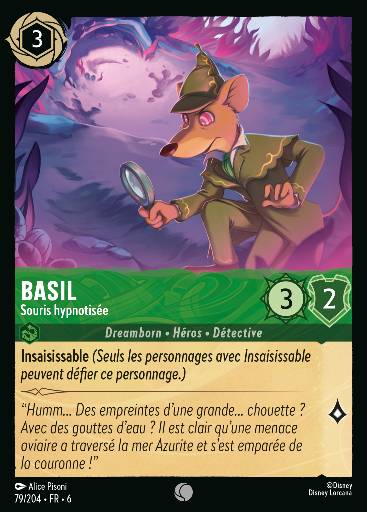 3
BASIL
Souris hypnotisée
3
2
Dreamborn • Héros • Détective
Insaisissable (Seuls les personnages avec Insaisissable
peuvent défier ce personnage.)
“Humm... Des empreintes d’une grande... chouette ?
Avec des gouttes d’eau ? Il est clair qu’une menace
oviaire a traversé la mer Azurite et s’est emparée de
la couronne !”
Alice Pisoni
79/204 • FR • 6
©Disney
Disney Lorcana